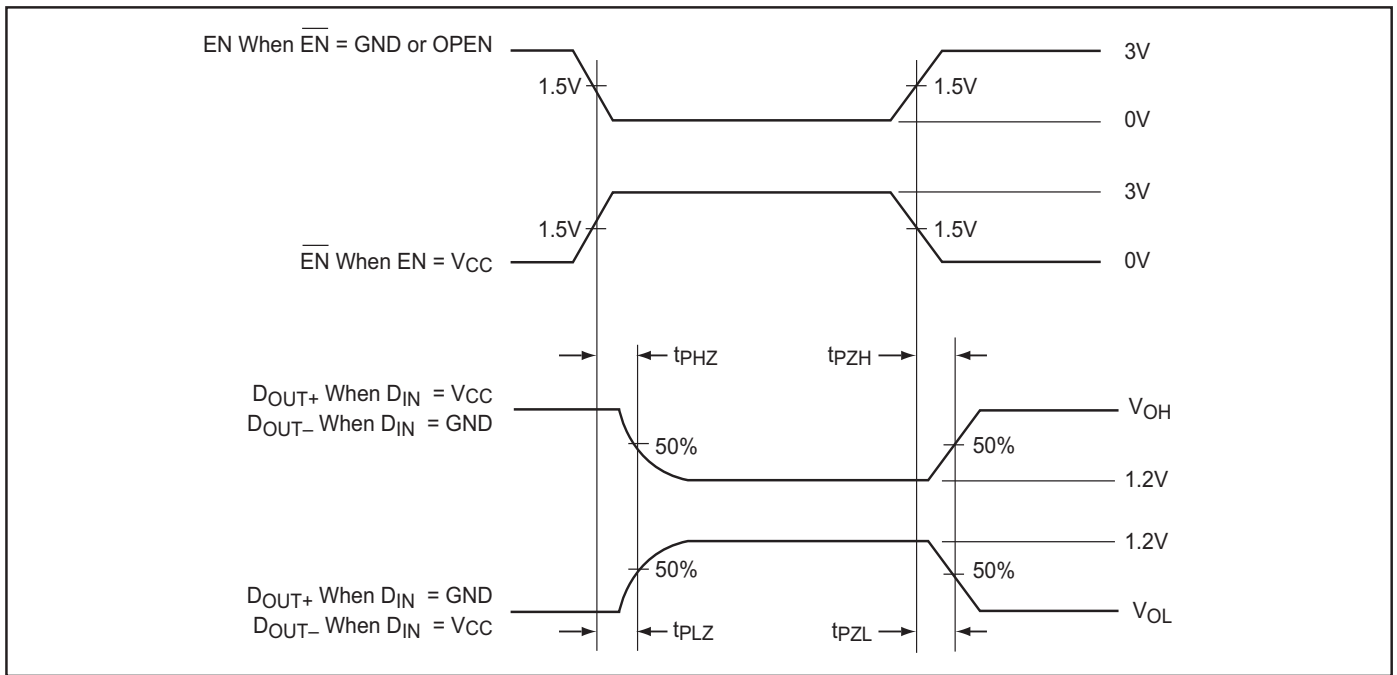 EN When E̅N̅ = GND or OPEN
3V
1.5V
1.5V
0V
3V
1.5V
1.5V
E̅N̅ When EN = VCC
0V
tPHZ
tPZH
DOUT+ When DIN = VCC
DOUT– When DIN = GND
VOH
50%
50%
1.2V
1.2V
50%
50%
DOUT+ When DIN = GND
DOUT– When DIN = VCC
VOL
tPLZ
tPZL